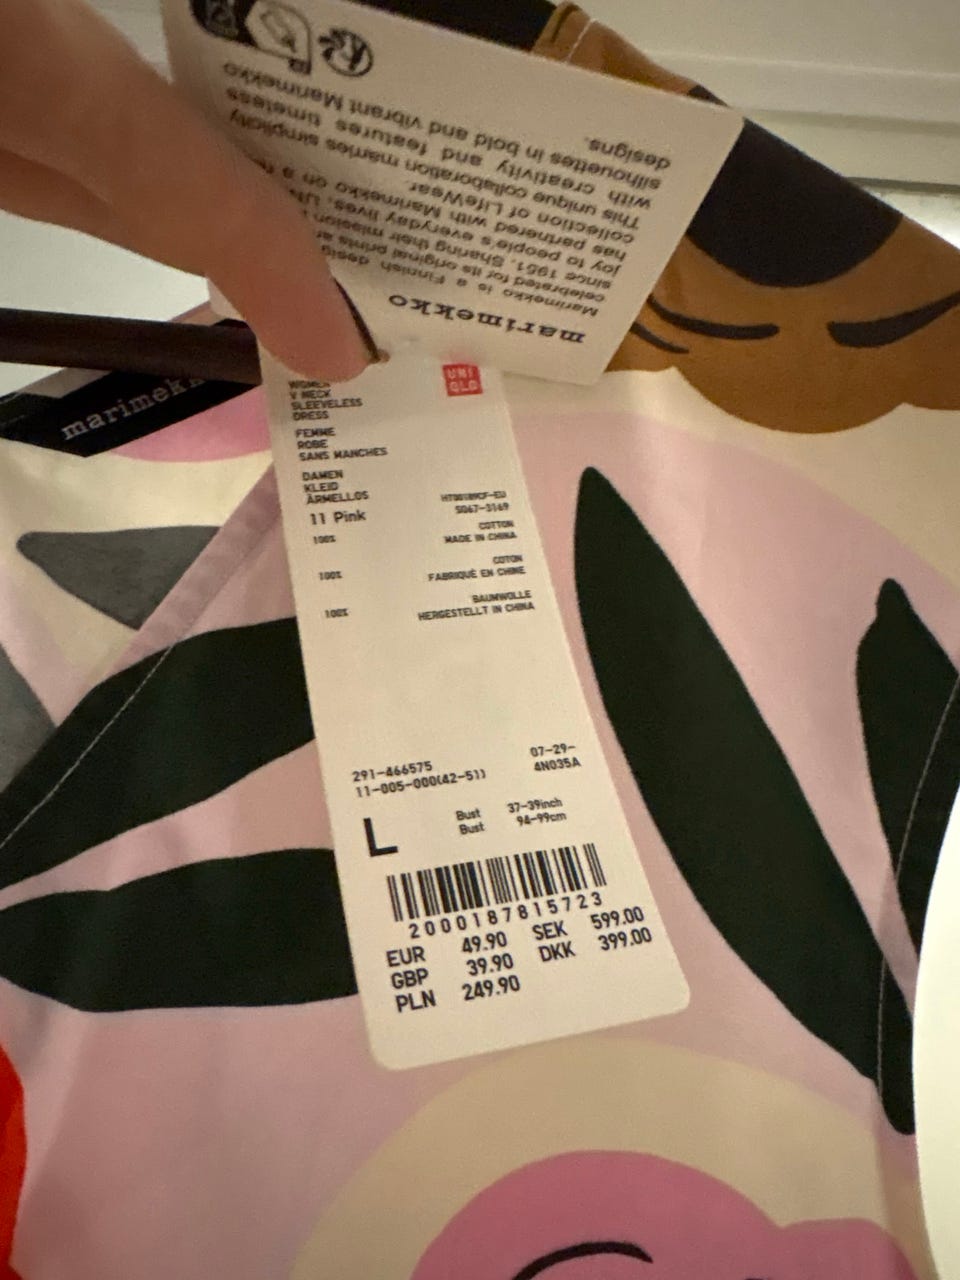 marimekko
Marimekko is a Finnish design
celebrated for its original prints an
since 1951. Sharing their mission
joy to people's everyday lives,
has partnered with Marimekko on a
collection of LifeWear.
This unique collaboration marries simplicity
with creativity and features timeless
silhouettes in bold and vibrant Marimekko
designs.
marimekk
UNI
QLO
WOMEN
V NECK
SLEEVELESS
DRESS
FEMME
ROBE
SANS MANCHES
DAMEN
KLEID
ÄRMELLOS
11 Pink
S067-3169
100% COTTON
MADE IN CHINA
100% COTON
FABRIQUÉ EN CHINE
100% BAUMWOLLE
HERGESTELLT IN CHINA
291-466575 07-29-
11-005-000(42-51) 4N035A
L
Bust 37-39inch
Bust 94-99cm
2000187815723
EUR 49.90 SEK 599.00
GBP 39.90 DKK 399.00
PLN 249.90